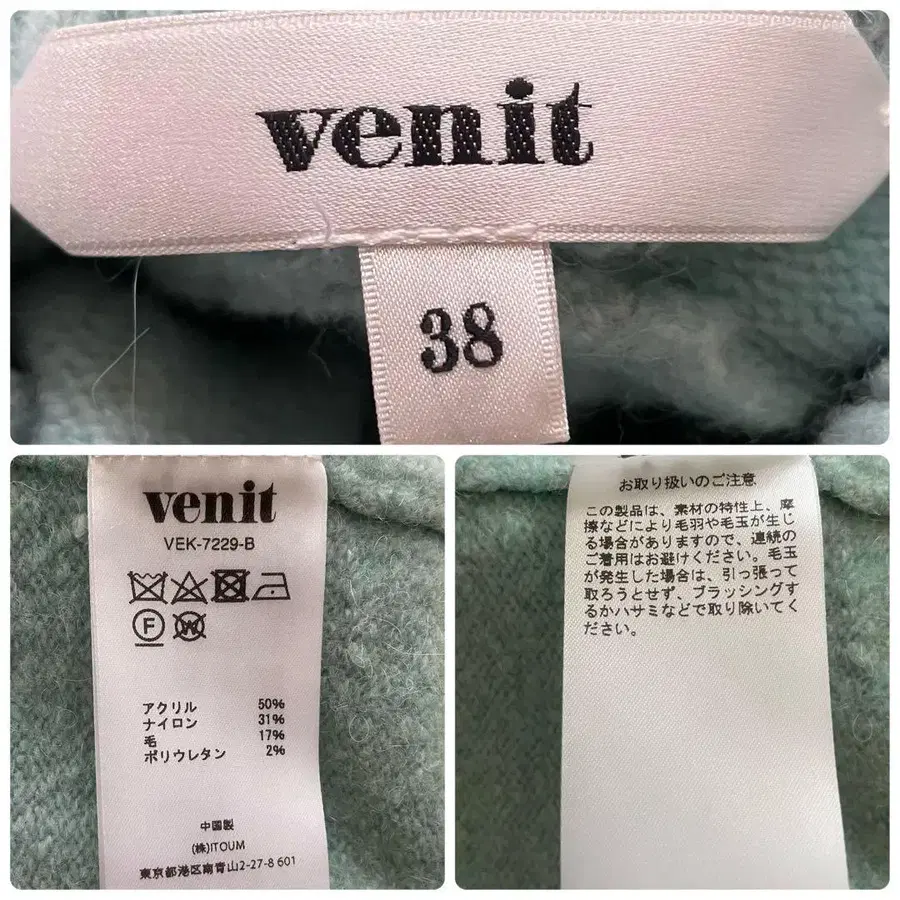 venit
38
venit
VEK-7229-B
F W
アクリル 50%
ナイロン 31%
毛 17%
ポリウレタン 2%
中国製
(株)ITOUM
東京都港区南青山2-27-8 601
お取り扱いのご注意
この製品は、素材の特性上、摩
擦などにより毛羽や毛玉が生じ
る場合がありますので、連続の
ご着用はお避けください。毛玉
が発生した場合は、引っ張って
取ろうとせず、ブラッシングす
るかハサミなどで取り除いてく
ださい。